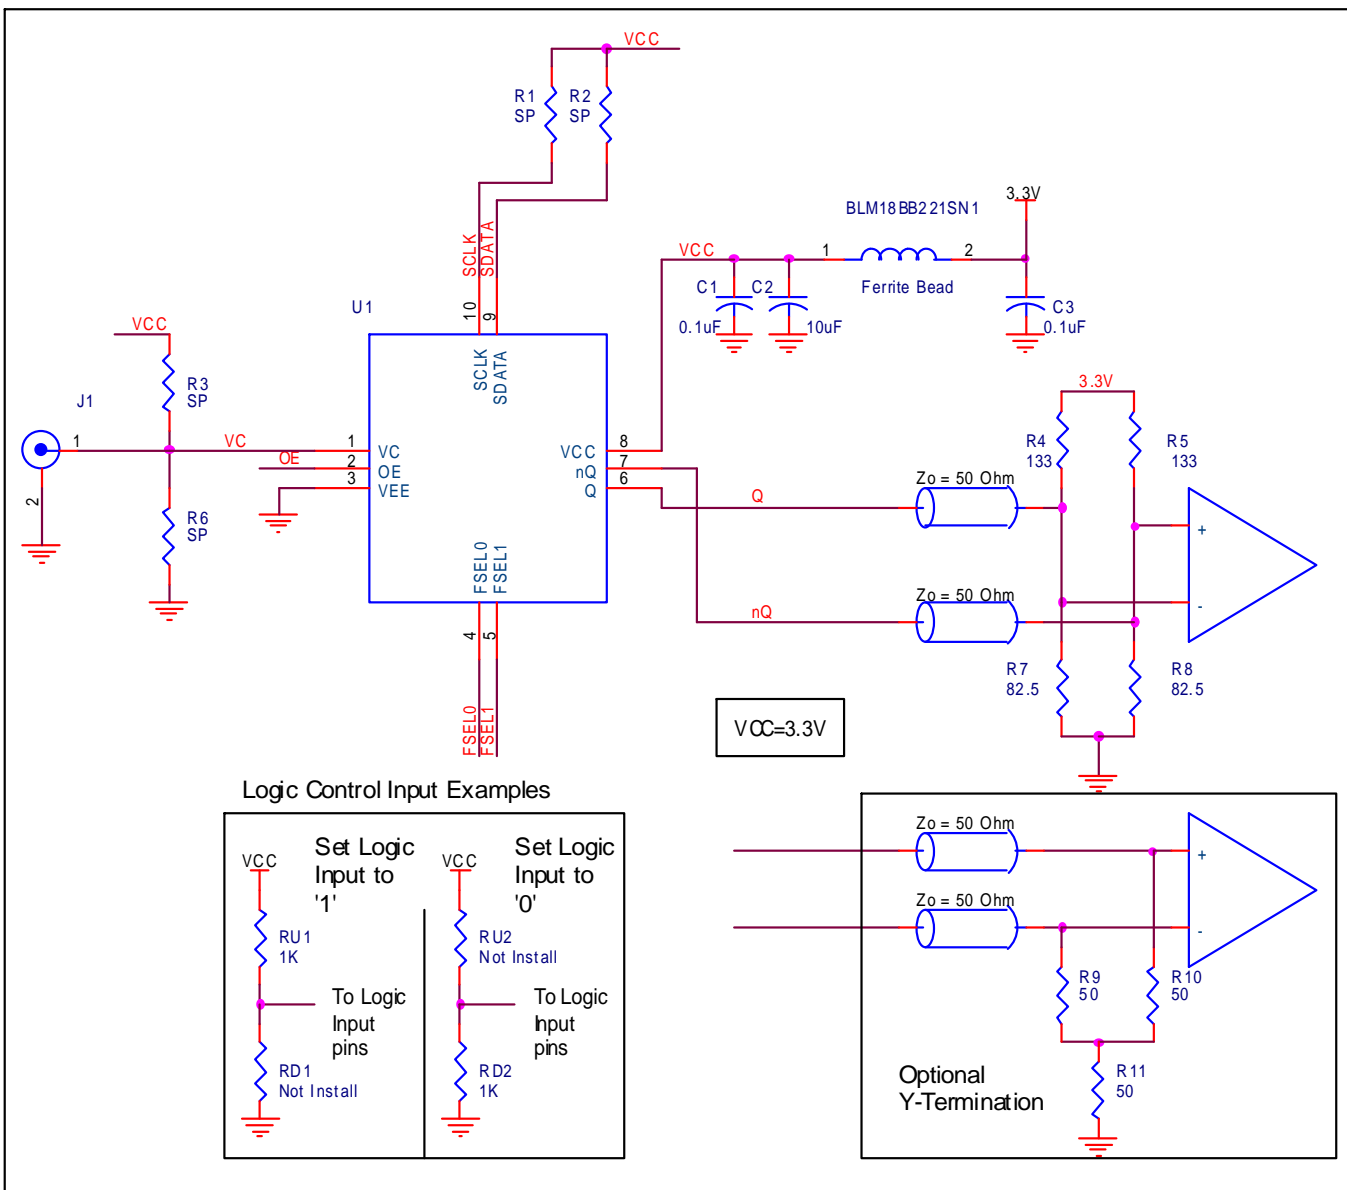 VCC
R1
SP
R2
SP
3.3V
BLM18BB221SN1
SCLK
SDATA
VCC
1
2
C1
0.1uF
C2
10uF
Ferrite Bead
C3
0.1uF
U1
10
9
VCC
SCLK
SDATA
R3
SP
J1
1
2
VC
OE
1
2
3
VC
OE
VEE
VCC
nQ
Q
8
7
6
3.3V
R4
133
R5
133
Zo = 50 Ohm
Q
+
-
R6
SP
FSEL0
FSEL1
4
5
Zo = 50 Ohm
nQ
R7
82.5
R8
82.5
FSEL0
FSEL1
VCC=3.3V
Logic Control Input Examples
VCC
Set Logic
Input to
'1'
RU1
1K
To Logic
Input
pins
RD1
Not Install
VCC
Set Logic
Input to
'0'
RU2
Not Install
To Logic
Input
pins
RD2
1K
Zo = 50 Ohm
+
Zo = 50 Ohm
-
R9
50
R10
50
R11
50
Optional
Y-Termination